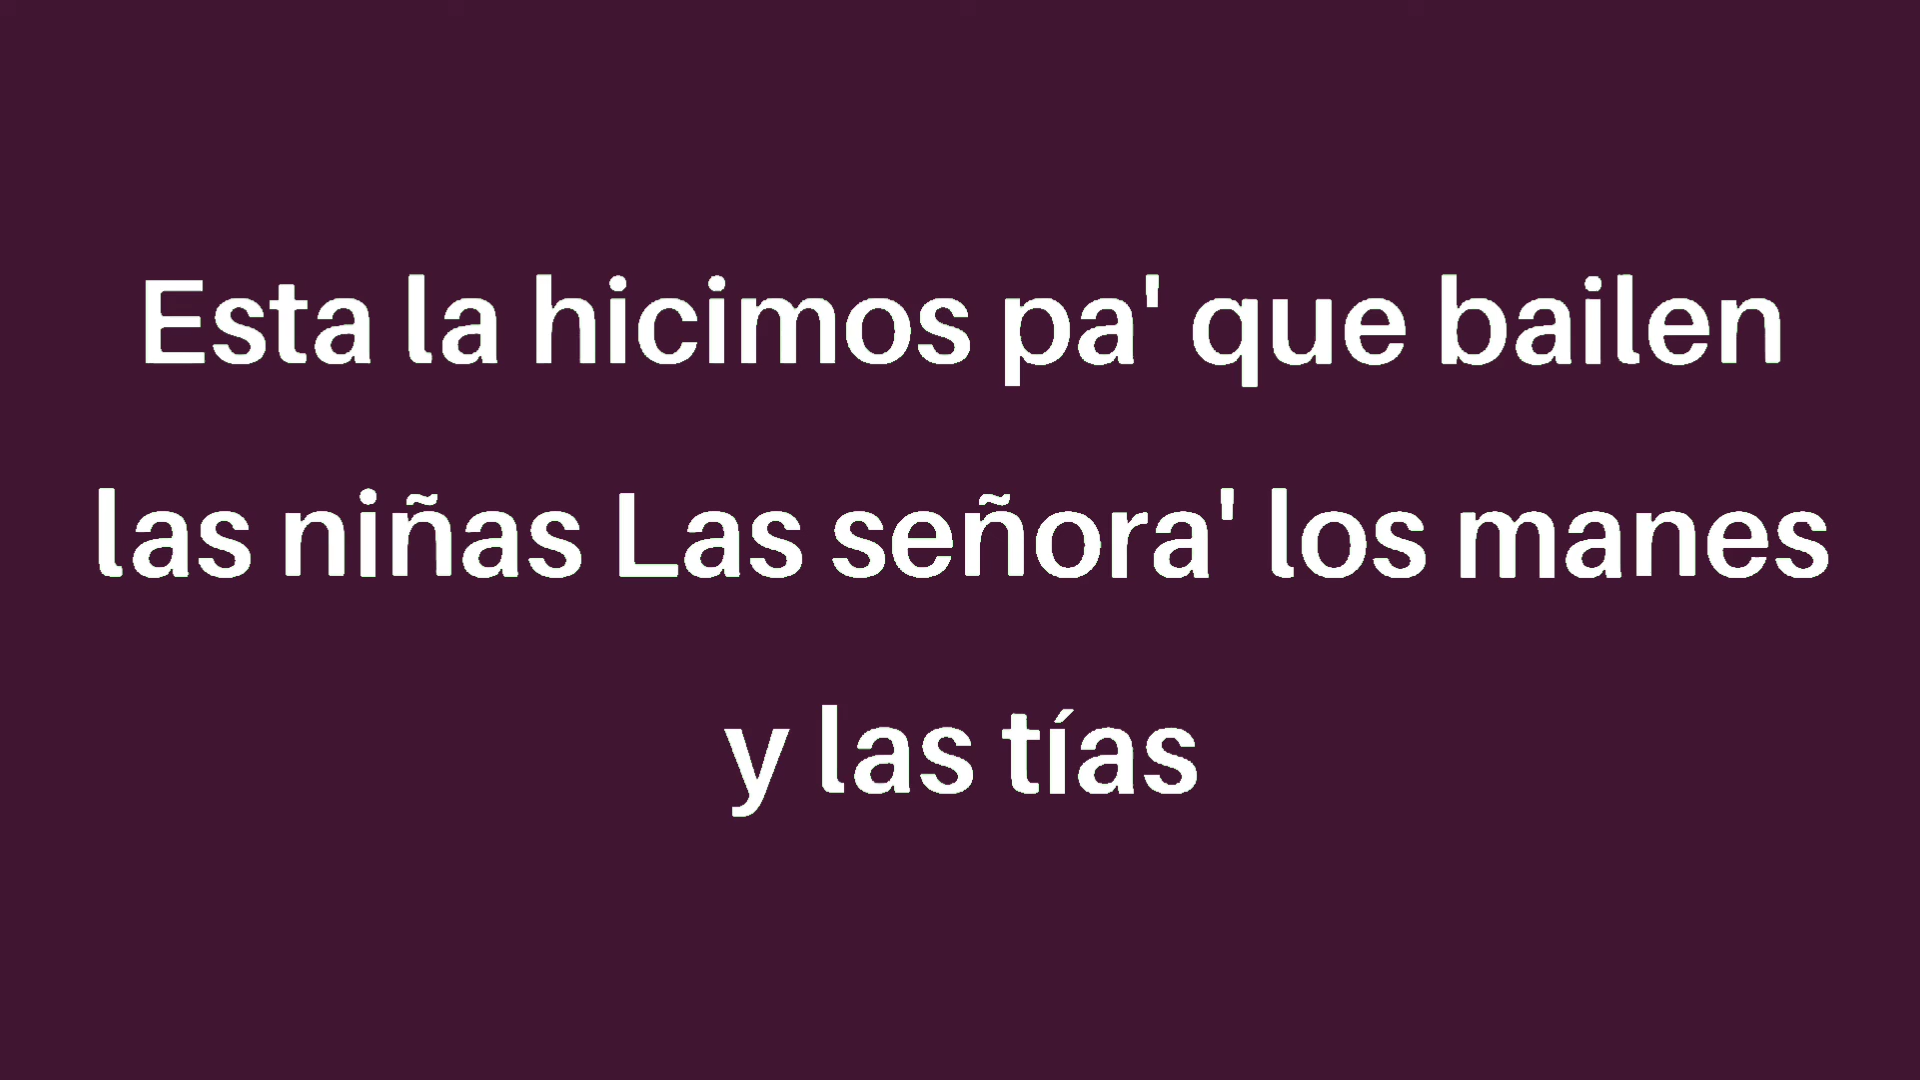 Esta la hicimos pa' que bailen
las niñas Las señora' los manes
y las tías